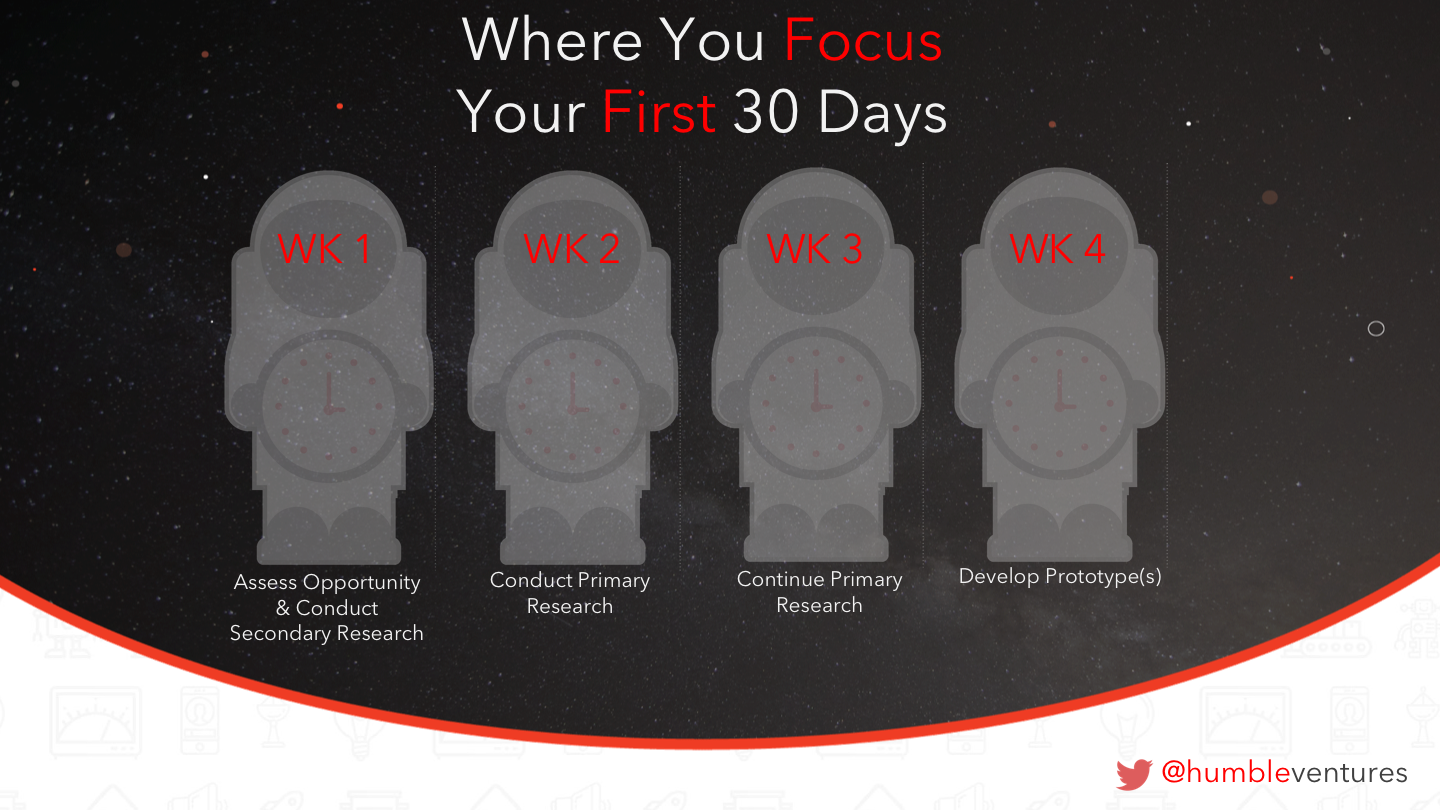 Where You Focus
Your First 30 Days
WK 1
WK 2
WK 3
WK 4
Assess Opportunity
& Conduct
Secondary Research
Conduct Primary
Research
Continue Primary
Research
Develop Prototype(s)
@humbleventures